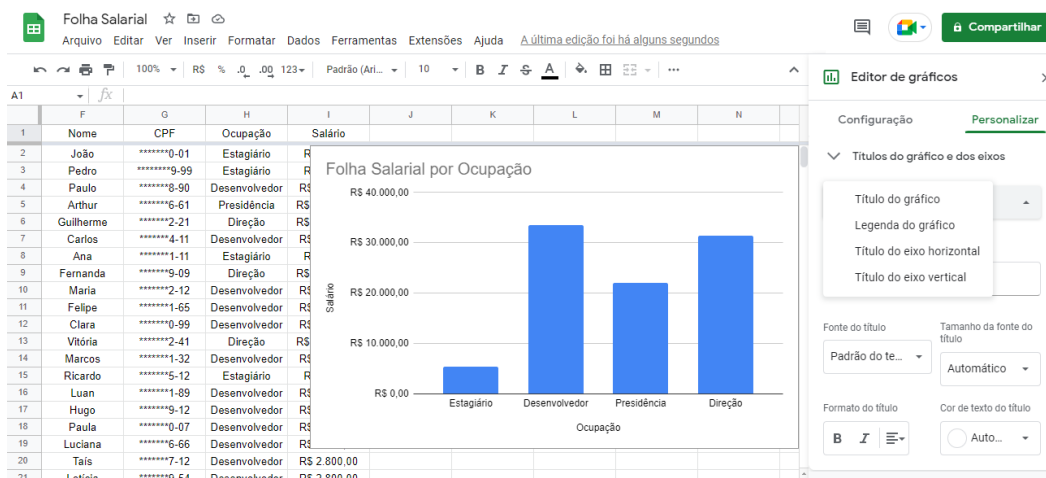 Folha Salarial
Arquivo Editar Ver Inserir Formatar Dados Ferramentas Extensões Ajuda A última edição foi há alguns segundos
Compartilhar
100% R$ % .0 .00 123 Padrão (Ari... 10 B I S A ...
A1 fx
F G H I J K L M N
1 Nome CPF Ocupação Salário
2 João *******0-01 Estagiário R
3 Pedro ********9-99 Estagiário R
4 Paulo *******8-90 Desenvolvedor R$
5 Arthur *******6-61 Presidência R$
6 Guilherme *******2-21 Direção R$
7 Carlos *******4-11 Desenvolvedor R$
8 Ana *******1-11 Estagiário R
9 Fernanda *******9-09 Direção R$
10 Maria *******2-12 Desenvolvedor R$
11 Felipe *******1-65 Desenvolvedor R$
12 Clara *******0-99 Desenvolvedor R$
13 Vitória *******2-41 Direção R$
14 Marcos *******1-32 Desenvolvedor R$
15 Ricardo *******5-12 Estagiário R
16 Luan *******1-89 Desenvolvedor R$
17 Hugo *******9-12 Desenvolvedor R$
18 Paula *******0-07 Desenvolvedor R$
19 Luciana *******6-66 Desenvolvedor R$
20 Taís *******7-12 Desenvolvedor R$ 2.800,00
21 Letícia *******9-54 Desenvolvedor R$ 2.800,00
Folha Salarial por Ocupação
R$ 40.000,00
R$ 30.000,00
R$ 20.000,00
R$ 10.000,00
R$ 0,00
Salário
Estagiário Desenvolvedor Presidência Direção
Ocupação
Editor de gráficos
Configuração Personalizar
Títulos do gráfico e dos eixos
Título do gráfico
Legenda do gráfico
Título do eixo horizontal
Título do eixo vertical
Fonte do título Tamanho da fonte do
título
Padrão do te... Automático
Formato do título Cor de texto do título
B I Auto...